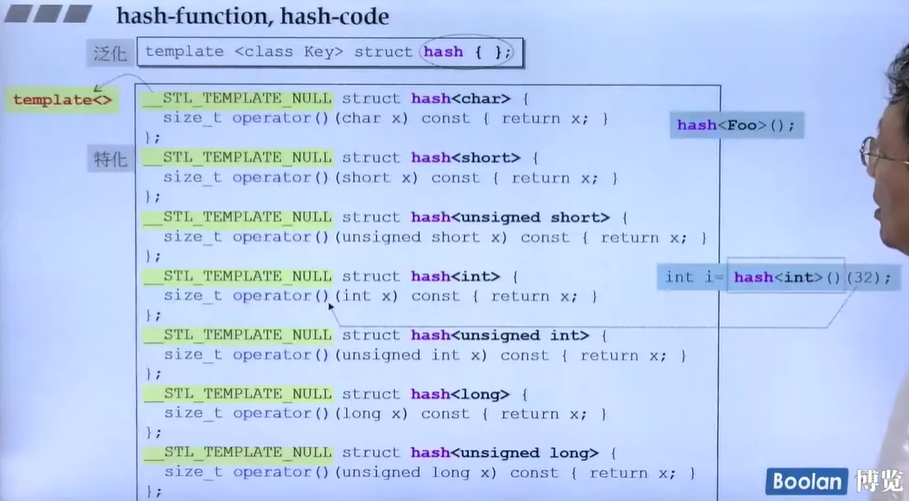 hash-function, hash-code
泛化 template <class Key> struct hash { };
template<>
__STL_TEMPLATE_NULL struct hash<char> {
size_t operator()(char x) const { return x; }
};
hash<Foo>();
特化
__STL_TEMPLATE_NULL struct hash<short> {
size_t operator()(short x) const { return x; }
};
__STL_TEMPLATE_NULL struct hash<unsigned short> {
size_t operator()(unsigned short x) const { return x; }
};
__STL_TEMPLATE_NULL struct hash<int> {
size_t operator()(int x) const { return x; }
};
int i= hash<int>()(32);
__STL_TEMPLATE_NULL struct hash<unsigned int> {
size_t operator()(unsigned int x) const { return x; }
};
__STL_TEMPLATE_NULL struct hash<long> {
size_t operator()(long x) const { return x; }
};
__STL_TEMPLATE_NULL struct hash<unsigned long> {
size_t operator()(unsigned long x) const { return x; }
};
Boolan 博览